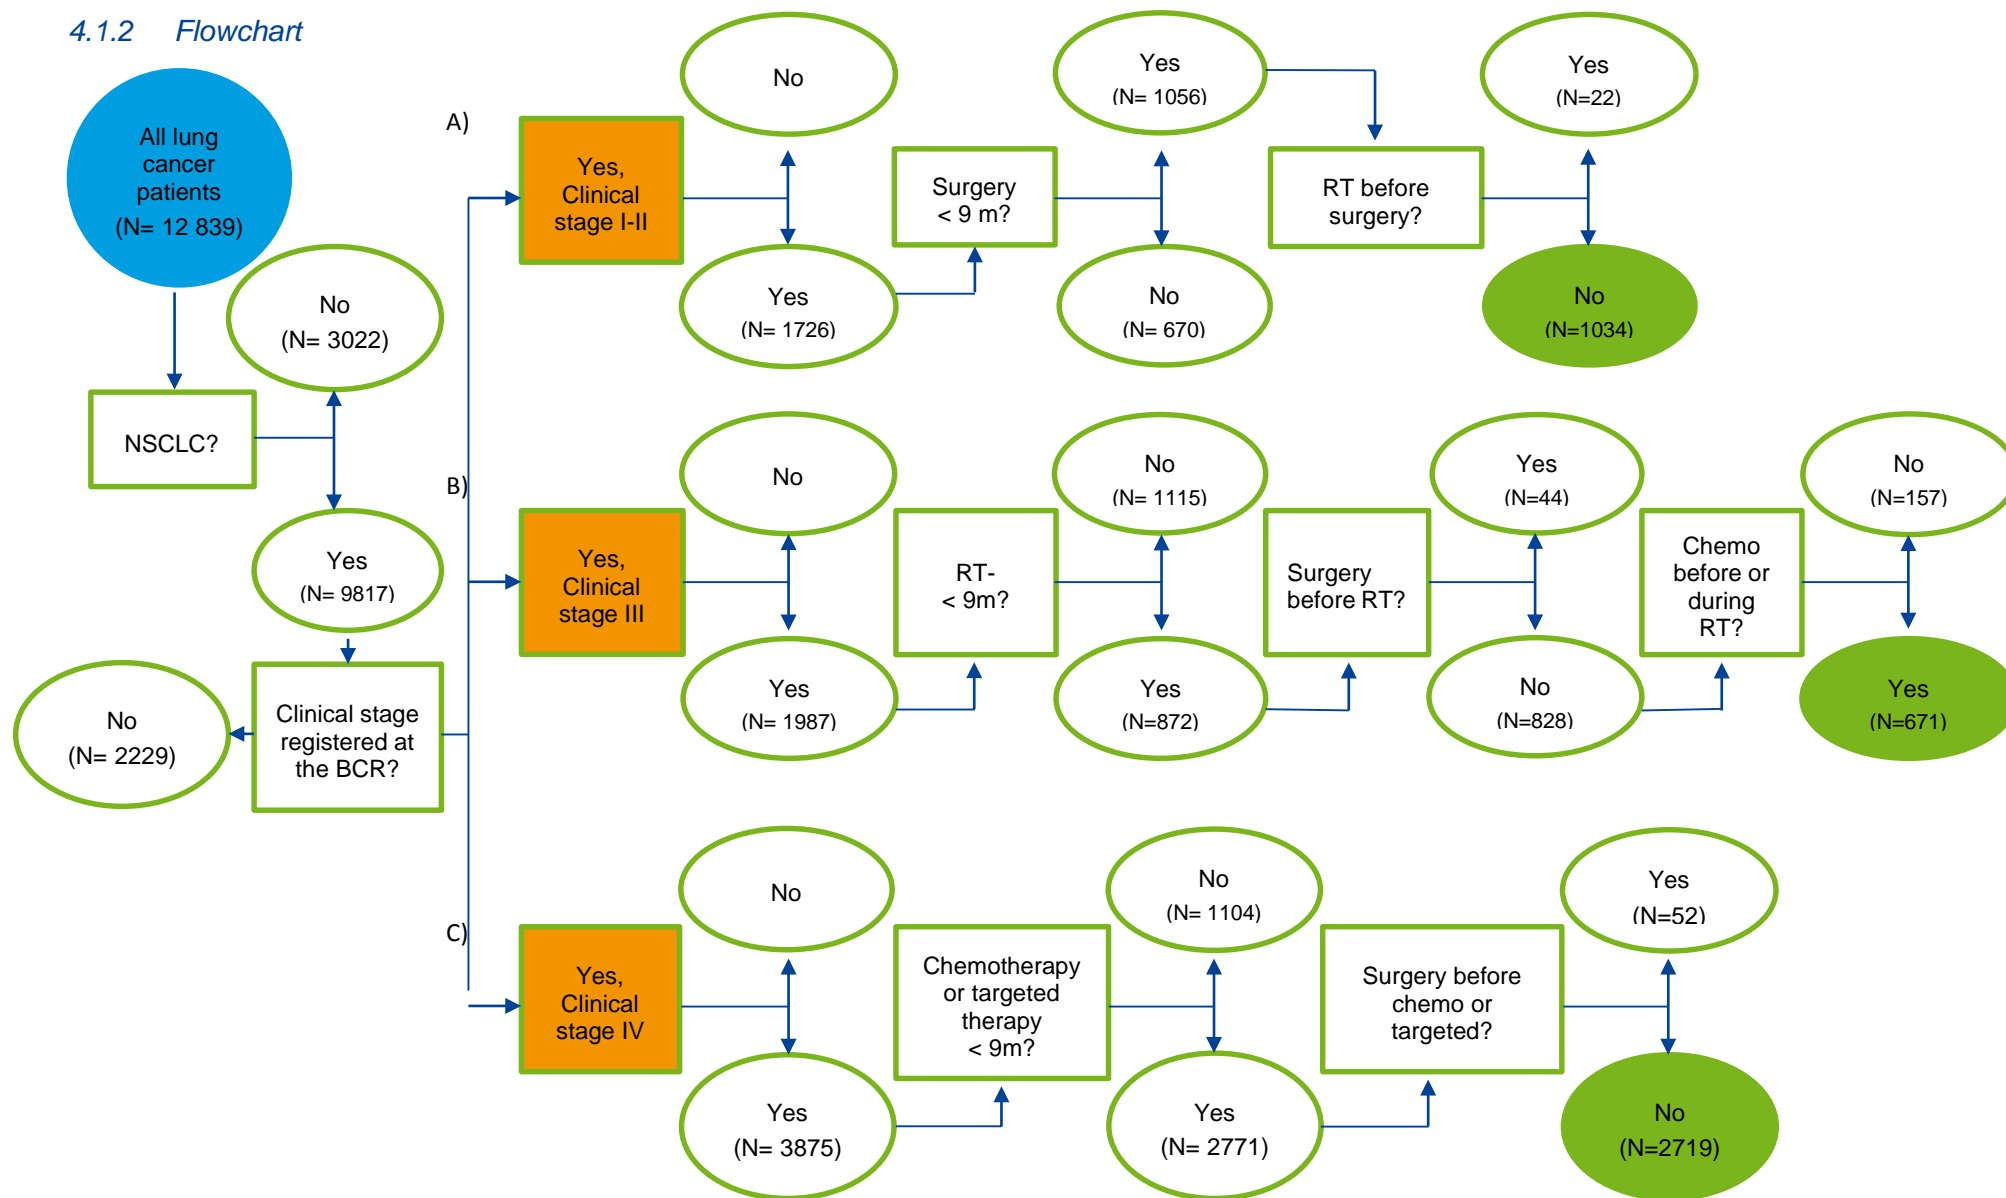 4.1.2 Flowchart
All lung
cancer
patients
(N= 12 839)
NSCLC?
No
(N= 3022)
Yes
(N= 9817)
Clinical stage
registered at
the BCR?
No
(N= 2229)
A)
Yes,
Clinical
stage I-II
No
Yes
(N= 1726)
Surgery
< 9 m?
Yes
(N= 1056)
No
(N= 670)
RT before
surgery?
Yes
(N=22)
No
(N=1034)
B)
Yes,
Clinical
stage III
No
Yes
(N= 1987)
RT-
< 9m?
No
(N= 1115)
Yes
(N=872)
Surgery
before RT?
Yes
(N=44)
No
(N=828)
Chemo
before or
during
RT?
No
(N=157)
Yes
(N=671)
C)
Yes,
Clinical
stage IV
No
Yes
(N= 3875)
Chemotherapy
or targeted
therapy
< 9m?
No
(N= 1104)
Yes
(N= 2771)
Surgery before
chemo or
targeted?
Yes
(N=52)
No
(N=2719)